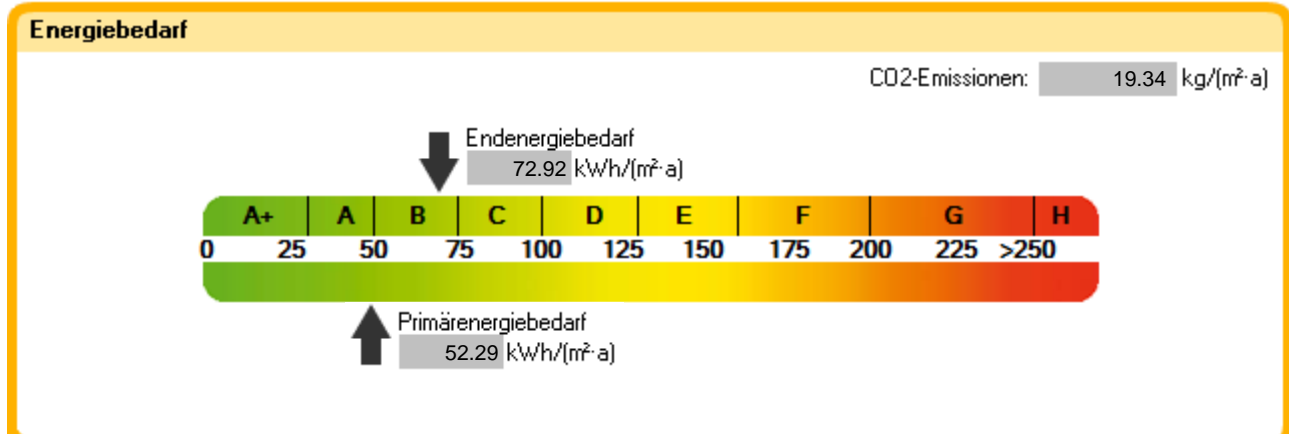 Energiebedarf
CO2-Emissionen: 19.34 kg/(m²·a)
Endenergiebedarf
72.92 kWh/(m²·a)
A+ A B C D E F G H
0 25 50 75 100 125 150 175 200 225 >250
Primärenergiebedarf
52.29 kWh/(m²·a)